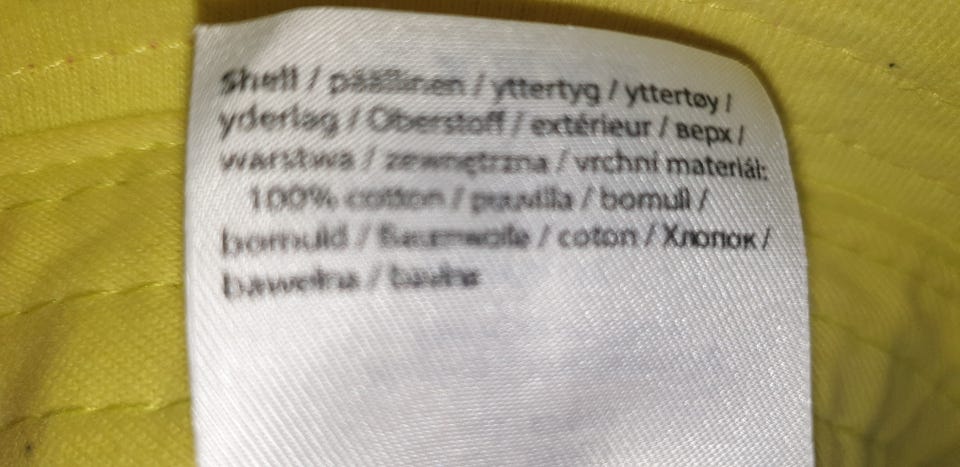 Shell / päällinen / yttertyg / yttertøy /
yderlag / Oberstoff / extérieur / верх /
warstwa / zewnętrzna / vrchní materiál:
100% cotton / puuvilla / bomull /
bomuld / Baumwolle / coton / Хлопок /
bawełna / bavlna